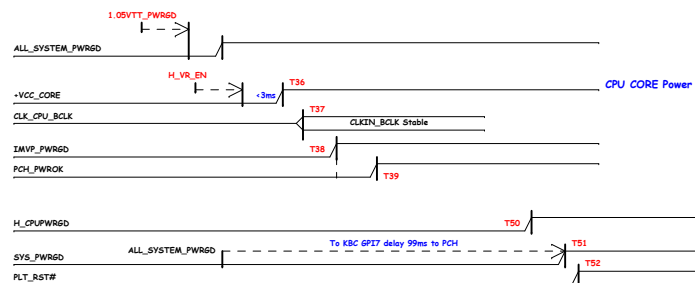 1.05VTT_PWRGD
ALL_SYSTEM_PWRGD
H_VR_EN
T36
CPU CORE Power
<3ms
+VCC_CORE
T37
CLK_CPU_BCLK
CLKIN_BCLK Stable
IMVP_PWRGD
T38
PCH_PWROK
T39
H_CPUPWRGD
T50
To KBC GPI7 delay 99ms to PCH
T51
ALL_SYSTEM_PWRGD
SYS_PWRGD
T52
PLT_RST#